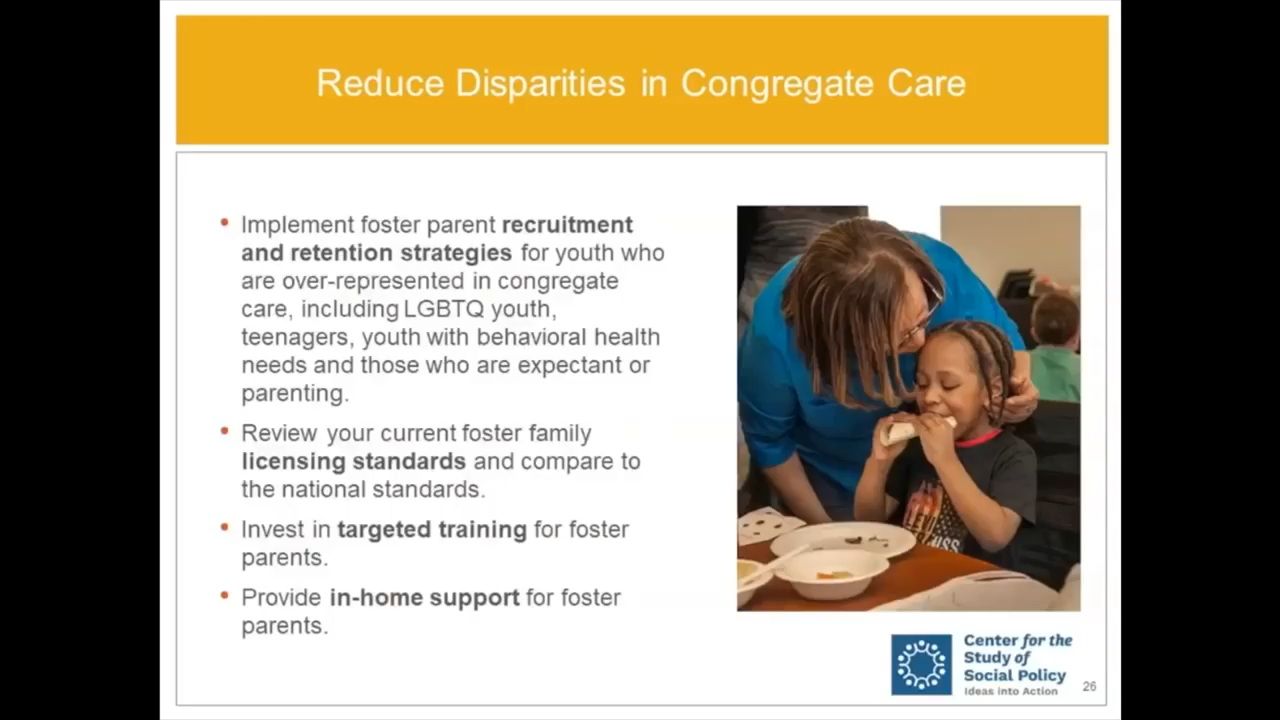 Reduce Disparities in Congregate Care
• Implement foster parent recruitment
and retention strategies for youth who
are over-represented in congregate
care, including LGBTQ youth,
teenagers, youth with behavioral health
needs and those who are expectant or
parenting.
• Review your current foster family
licensing standards and compare to
the national standards.
• Invest in targeted training for foster
parents.
• Provide in-home support for foster
parents.
Center for the
Study of
Social Policy
Ideas into Action
26